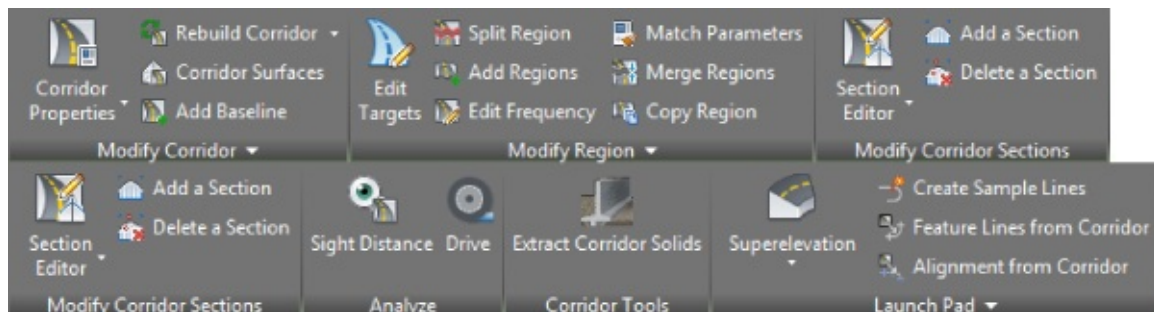 Corridor Properties
Rebuild Corridor
Corridor Surfaces
Add Baseline
Modify Corridor
Edit Targets
Split Region
Add Regions
Edit Frequency
Match Parameters
Merge Regions
Copy Region
Modify Region
Section Editor
Add a Section
Delete a Section
Modify Corridor Sections
Section Editor
Add a Section
Delete a Section
Modify Corridor Sections
Sight Distance
Drive
Analyze
Extract Corridor Solids
Corridor Tools
Superelevation
Create Sample Lines
Feature Lines from Corridor
Alignment from Corridor
Launch Pad